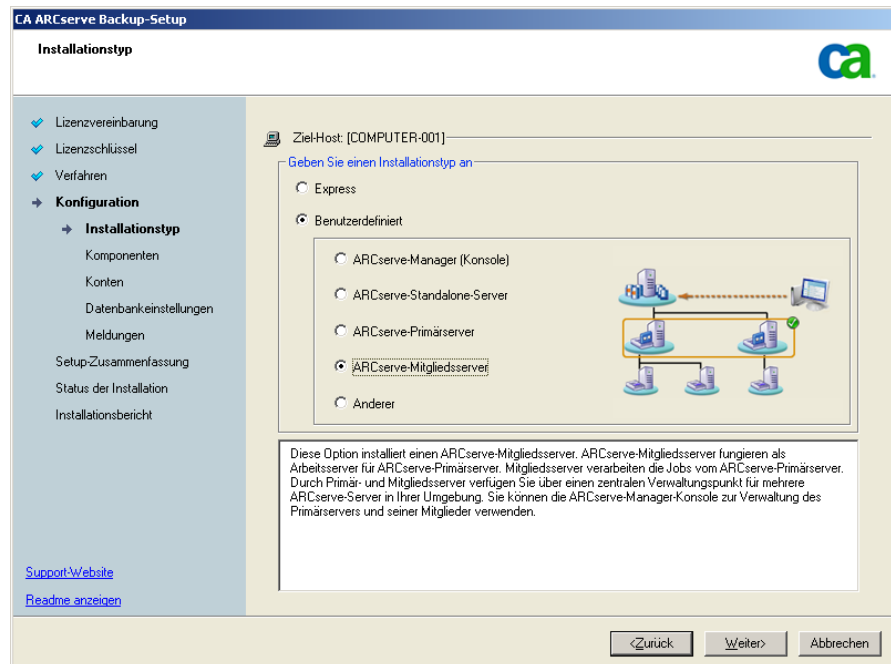 CA ARCserve Backup-Setup
Installationstyp
ca
Lizenzvereinbarung
Lizenzschlüssel
Verfahren
Konfiguration
Installationstyp
Komponenten
Konten
Datenbankeinstellungen
Meldungen
Setup-Zusammenfassung
Status der Installation
Installationsbericht
Support-Website
Readme anzeigen
Ziel-Host: [COMPUTER-001]
Geben Sie einen Installationstyp an
Express
Benutzerdefiniert
ARCserve-Manager (Konsole)
ARCserve-Standalone-Server
ARCserve-Primärserver
ARCserve-Mitgliedsserver
Anderer
Diese Option installiert einen ARCserve-Mitgliedsserver. ARCserve-Mitgliedsserver fungieren als
Arbeitsserver für ARCserve-Primärserver. Mitgliedsserver verarbeiten die Jobs vom ARCserve-Primärserver.
Durch Primär- und Mitgliedsserver verfügen Sie über einen zentralen Verwaltungspunkt für mehrere
ARCserve-Server in Ihrer Umgebung. Sie können die ARCserve-Manager-Konsole zur Verwaltung des
Primärservers und seiner Mitglieder verwenden.
<Zurück
Weiter>
Abbrechen